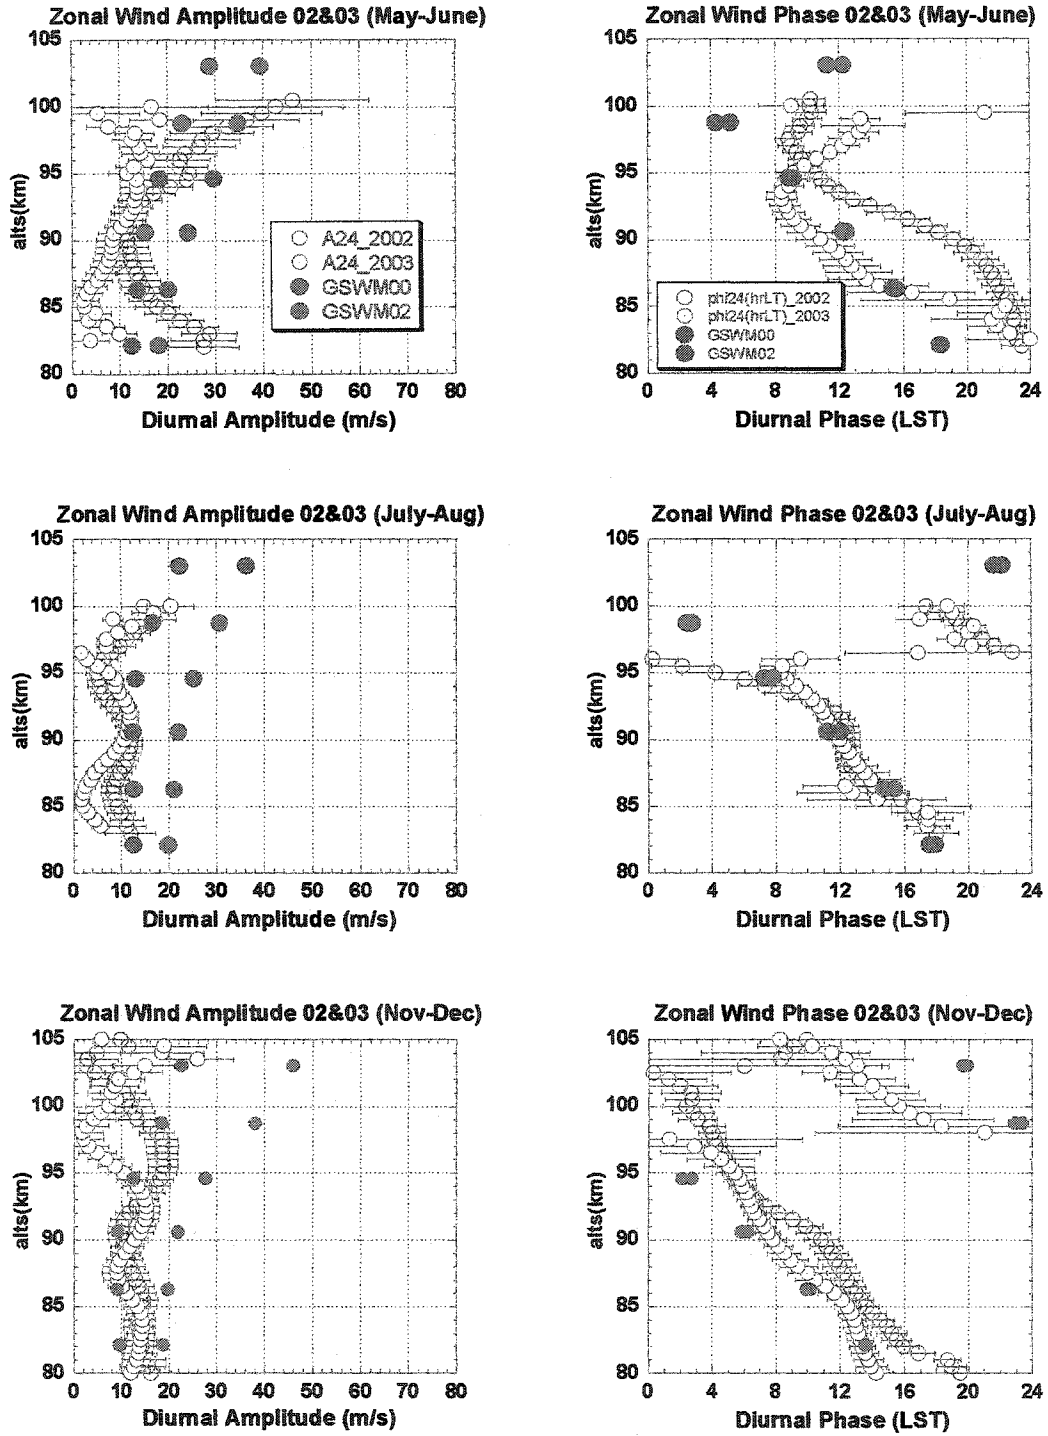 Zonal Wind Amplitude 02&03 (May-June)
105
100
95
90
85
80
alts(km)
A24_2002
A24_2003
GSWM00
GSWM02
0 10 20 30 40 50 60 70 80
Diurnal Amplitude (m/s)
Zonal Wind Phase 02&03 (May-June)
105
100
95
90
85
80
alts(km)
phi24(hrLT)_2002
phi24(hrLT)_2003
GSWM00
GSWM02
0 4 8 12 16 20 24
Diurnal Phase (LST)
Zonal Wind Amplitude 02&03 (July-Aug)
105
100
95
90
85
80
alts(km)
0 10 20 30 40 50 60 70 80
Diurnal Amplitude (m/s)
Zonal Wind Phase 02&03 (July-Aug)
105
100
95
90
85
80
alts(km)
0 4 8 12 16 20 24
Diurnal Phase (LST)
Zonal Wind Amplitude 02&03 (Nov-Dec)
105
100
95
90
85
80
alts(km)
0 10 20 30 40 50 60 70 80
Diurnal Amplitude (m/s)
Zonal Wind Phase 02&03 (Nov-Dec)
105
100
95
90
85
80
alts(km)
0 4 8 12 16 20 24
Diurnal Phase (LST)